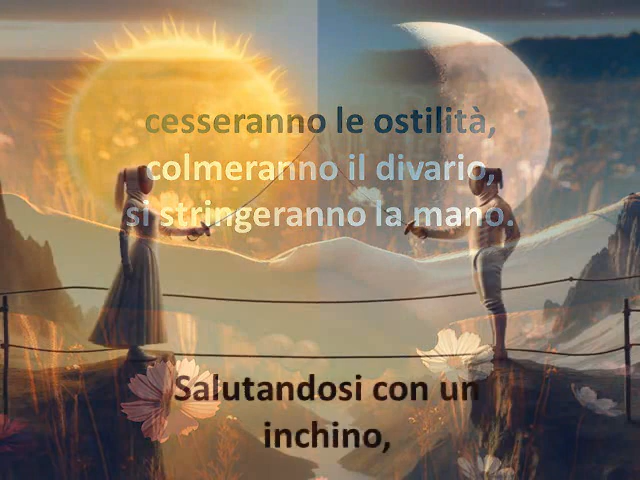 cesseranno le ostilità,
colmeranno il divario,
si stringeranno la mano.
Salutandosi con un
inchino,